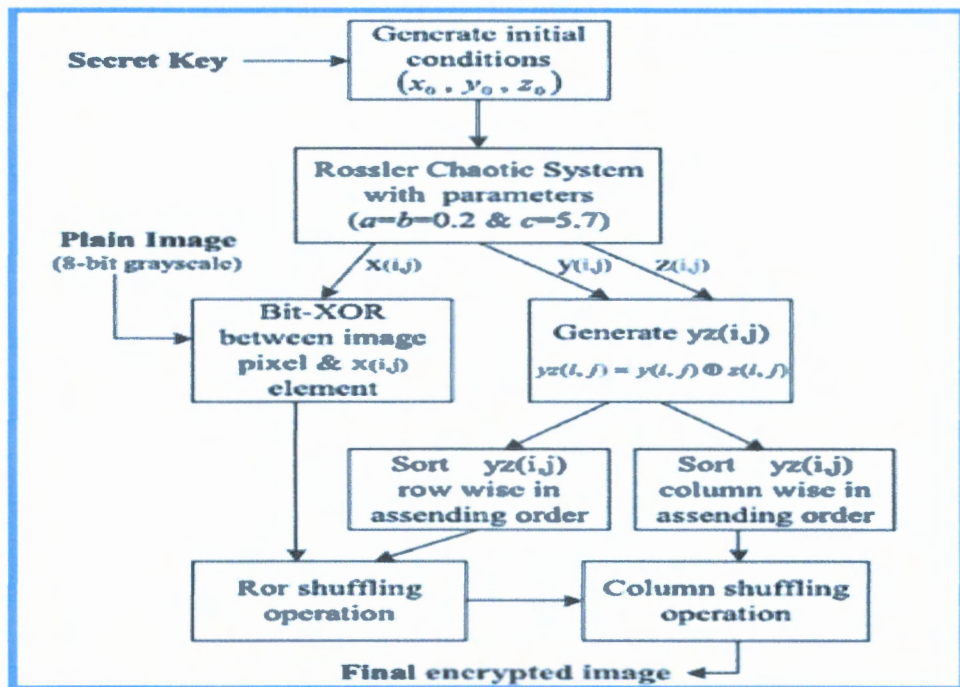 Generate initial
conditions
(x₀ , y₀ , z₀)
Secret Key
Rossler Chaotic System
with parameters
(a=b=0.2 & c=5.7)
Plain Image
(8-bit grayscale)
x(i,j)
y(i,j)
z(i,j)
Bit-XOR
between image
pixel & x(i,j)
element
Generate yz(i,j)
yz(i, j) = y(i, j) ⊕ z(i, j)
Sort yz(i,j)
row wise in
assending order
Sort yz(i,j)
column wise in
assending order
Ror shuffling
operation
Column shuffling
operation
Final encrypted image